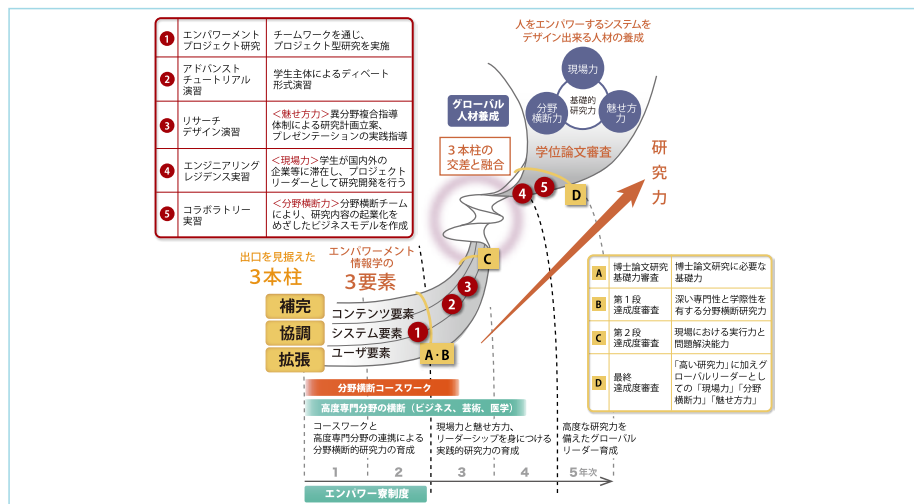 1
エンパワーメント
プロジェクト研究
チームワークを通じ、
プロジェクト型研究を実施
2
アドバンスト
チュートリアル
演習
学生主体によるディベート
形式演習
3
リサーチ
デザイン演習
<魅せ方力>異分野複合指導
体制による研究計画立案、
プレゼンテーションの実践指導
4
エンジニアリング
レジデンス実習
<現場力>学生が国内外の
企業等に滞在し、プロジェクト
リーダーとして研究開発を行う
5
コラボラトリー
実習
<分野横断力>分野横断チーム
により、研究内容の起業化を
めざしたビジネスモデルを作成
人をエンパワーするシステムを
デザイン出来る人材の養成
現場力
分野
横断力
基礎的
研究力
魅せ方
力
グローバル
人材養成
3本柱の
交差と融合
学位論文審査
研究力
4
5
D
C
出口を見据えた
3本柱
エンパワーメント
情報学の
3要素
補完
協調
拡張
コンテンツ要素
システム要素
ユーザ要素
1
2
3
A・B
A
博士論文研究
基礎力審査
博士論文研究に必要な
基礎力
B
第1段
達成度審査
深い専門性と学際性を
有する分野横断研究力
C
第2段
達成度審査
現場における実行力と
問題解決能力
D
最終
達成度審査
「高い研究力」に加えグ
ローバルリーダーとし
ての「現場力」「分野
横断力」「魅せ方力」
分野横断コースワーク
高度専門分野の横断(ビジネス、芸術、医学)
コースワークと
高度専門分野の連携による
分野横断的研究力の育成
現場力と魅せ方力、
リーダーシップを身につける
実践的研究力の育成
高度な研究力を
備えたグローバル
リーダー育成
1
2
3
4
5年次
エンパワー寮制度